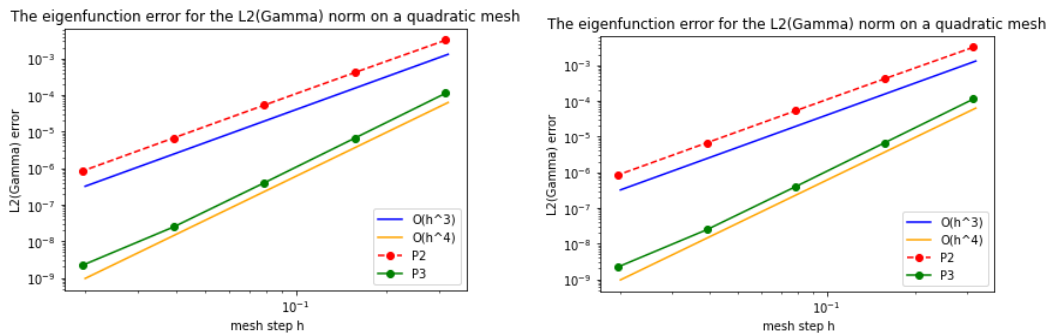 The eigenfunction error for the L2(Gamma) norm on a quadratic mesh
L2(Gamma) error
10⁻³
10⁻⁴
10⁻⁵
10⁻⁶
10⁻⁷
10⁻⁸
10⁻⁹
O(h^3)
O(h^4)
P2
P3
10⁻¹
mesh step h
The eigenfunction error for the L2(Gamma) norm on a quadratic mesh
L2(Gamma) error
10⁻³
10⁻⁴
10⁻⁵
10⁻⁶
10⁻⁷
10⁻⁸
10⁻⁹
O(h^3)
O(h^4)
P2
P3
10⁻¹
mesh step h